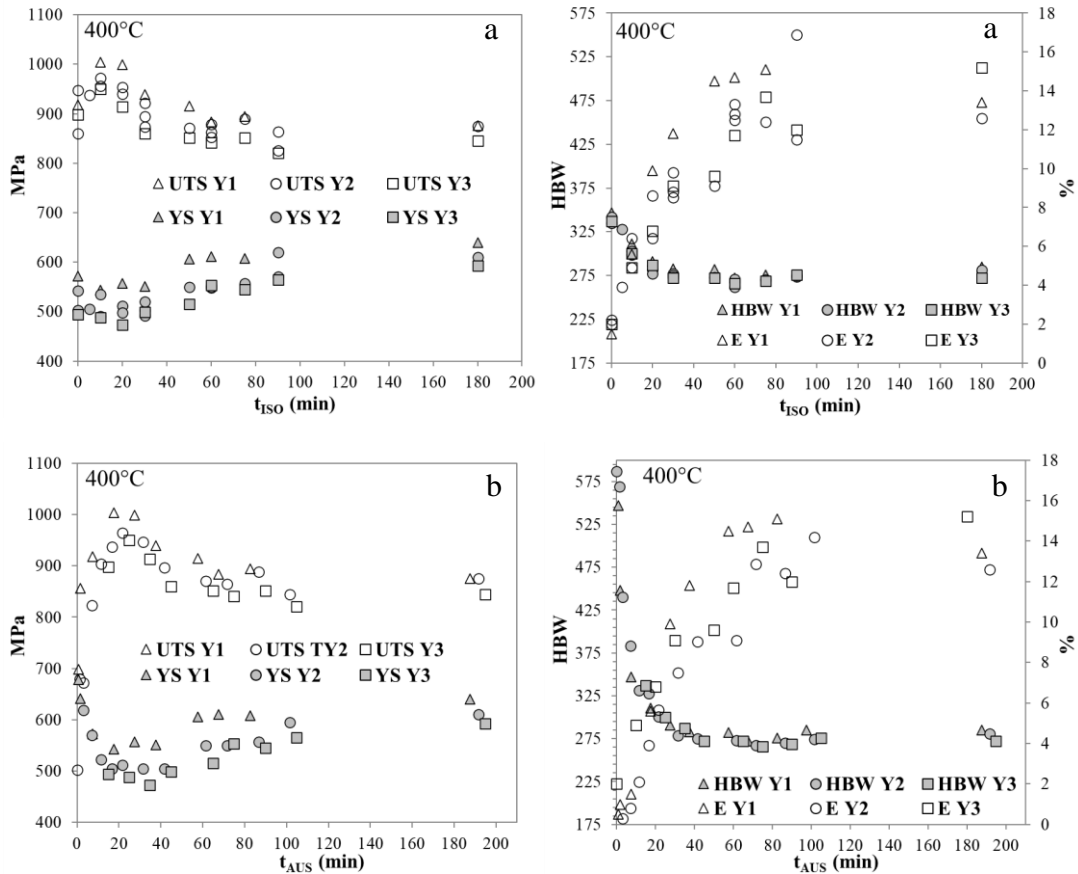 400°C
a
1100
1000
900
800
700
600
500
400
MPa
UTS Y1 UTS Y2 UTS Y3
YS Y1 YS Y2 YS Y3
0 20 40 60 80 100 120 140 160 180 200
tISO (min)
400°C
a
575
525
475
425
375
325
275
225
175
HBW
18
16
14
12
10
8
6
4
2
0
%
HBW Y1 HBW Y2 HBW Y3
E Y1 E Y2 E Y3
0 20 40 60 80 100 120 140 160 180 200
tISO (min)
400°C
b
1100
1000
900
800
700
600
500
400
MPa
UTS Y1 UTS TY2 UTS Y3
YS Y1 YS Y2 YS Y3
0 20 40 60 80 100 120 140 160 180 200
tAUS (min)
400°C
b
575
525
475
425
375
325
275
225
175
HBW
18
16
14
12
10
8
6
4
2
0
%
HBW Y1 HBW Y2 HBW Y3
E Y1 E Y2 E Y3
0 20 40 60 80 100 120 140 160 180 200
tAUS (min)